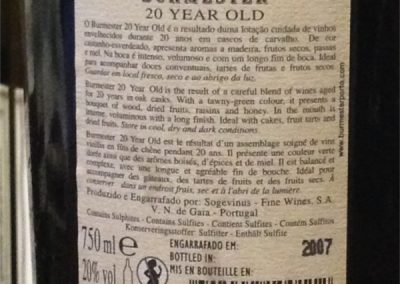 BURMESTER
20 YEAR OLD
O Burmester 20 Year Old é o resultado duma lotação cuidada de vinhos
envelhecidos durante 20 anos em cascos de carvalho. De cor
castanho-esverdeado, apresenta aromas a madeira, frutos secos, passas
e mel. Na boca é intenso, volumoso e com um longo fim de boca. Ideal
para acompanhar doces conventuais, tartes de frutas e frutos secos
Guardar em local fresco, seco e ao abrigo da luz.
Burmester 20 Year Old is the result of a careful blending of wines aged
for 20 years in oak casks. With a tawny-green colour, it presents a
bouquet of wood, dried fruits, raisins and honey. In the mouth is
intense, voluminous with a long finish. Ideal with cakes, fruit tarts and
dried fruits. Store in cool, dry and dark conditions.
Burmester 20 Year Old est le résultat d'un assemblage soigné de vins
vieillis en fûts de chêne pendant 20 ans. Il présente une couleur verte
dorée ainsi que des arômes boisés, d'épices et de miel. Il est balancé et
complexe, avec une longue et agréable fin de bouche. Idéal pour
accompagner des glaces, des tartes de fruits et des fruits secs. À
conserver dans un endroit frais, sec et à l'abri de la lumière.
Produzido e Engarrafado por: Sogevinus - Fine Wines, S.A.
V. N. de Gaia - Portugal
Contains Sulphites - Contains Sulfites - Contient Sulfites - Contém Sulfitos
Konservierungsstoffer: Sulfiter - Enthält Sulfite
750 ml e
20% vol
ENGARRAFADO EM:
BOTTLED IN:
MIS EN BOUTEILLE EN:
2007
www.burmesterporto.com